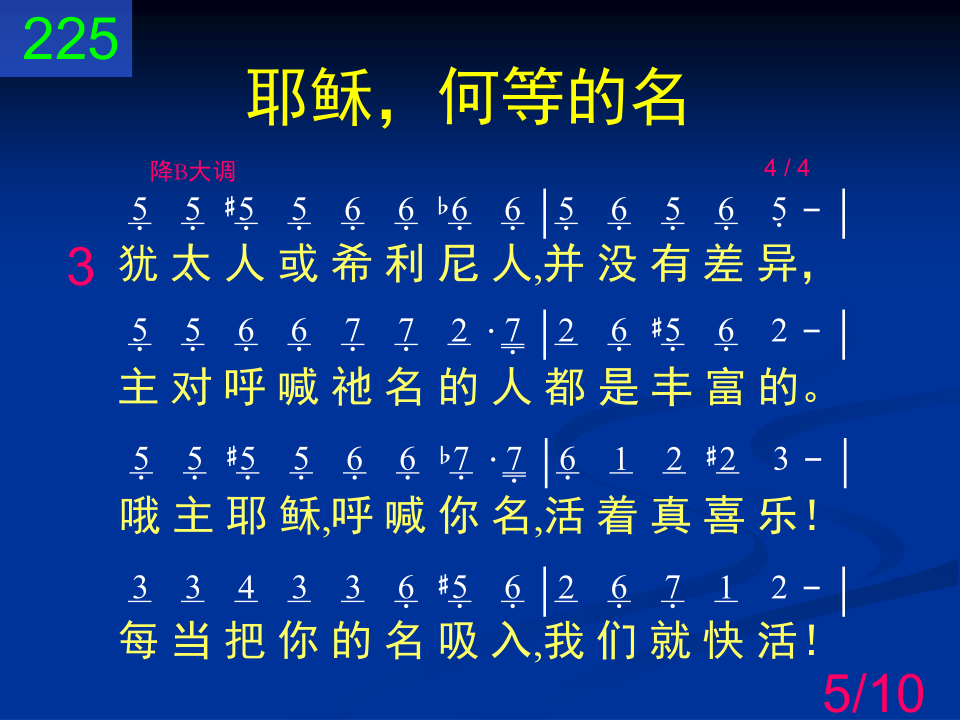 225
耶稣，何等的名
降B大调 4 / 4
5 5 #5 5 6 6 b6 6 | 5 6 5 6 5 - |
3 犹太人或希利尼人,并没有差异，
5 5 6 6 7 7 2 · 7 | 2 6 #5 6 2 - |
主对呼喊祂名的人都是丰富的。
5 5 #5 5 6 6 b7 · 7 | 6 1 2 #2 3 - |
哦主耶稣,呼喊你名,活着真喜乐！
3 3 4 3 3 6 #5 6 | 2 6 7 1 2 - |
每当把你的名吸入,我们就快活！
5/10